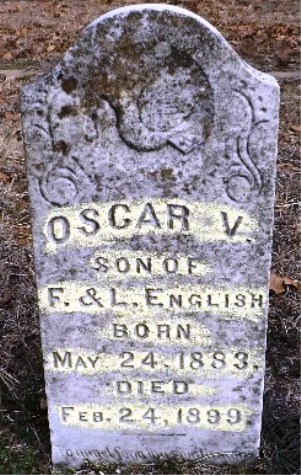 OSCAR V.
SON OF
F. & L. ENGLISH
BORN
MAY 24, 1883,
DIED
FEB. 24, 1899.